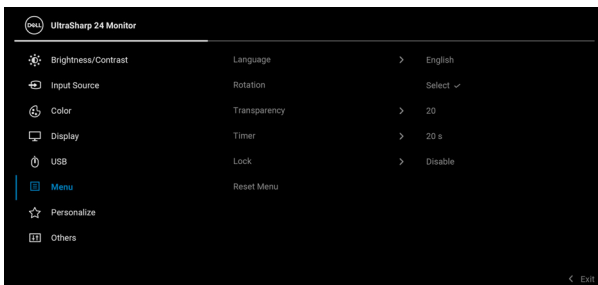 DELL UltraSharp 24 Monitor
Brightness/Contrast Language > English
Input Source Rotation Select ✓
Color Transparency > 20
Display Timer > 20 s
USB Lock > Disable
Menu Reset Menu
Personalize
Others
< Exit